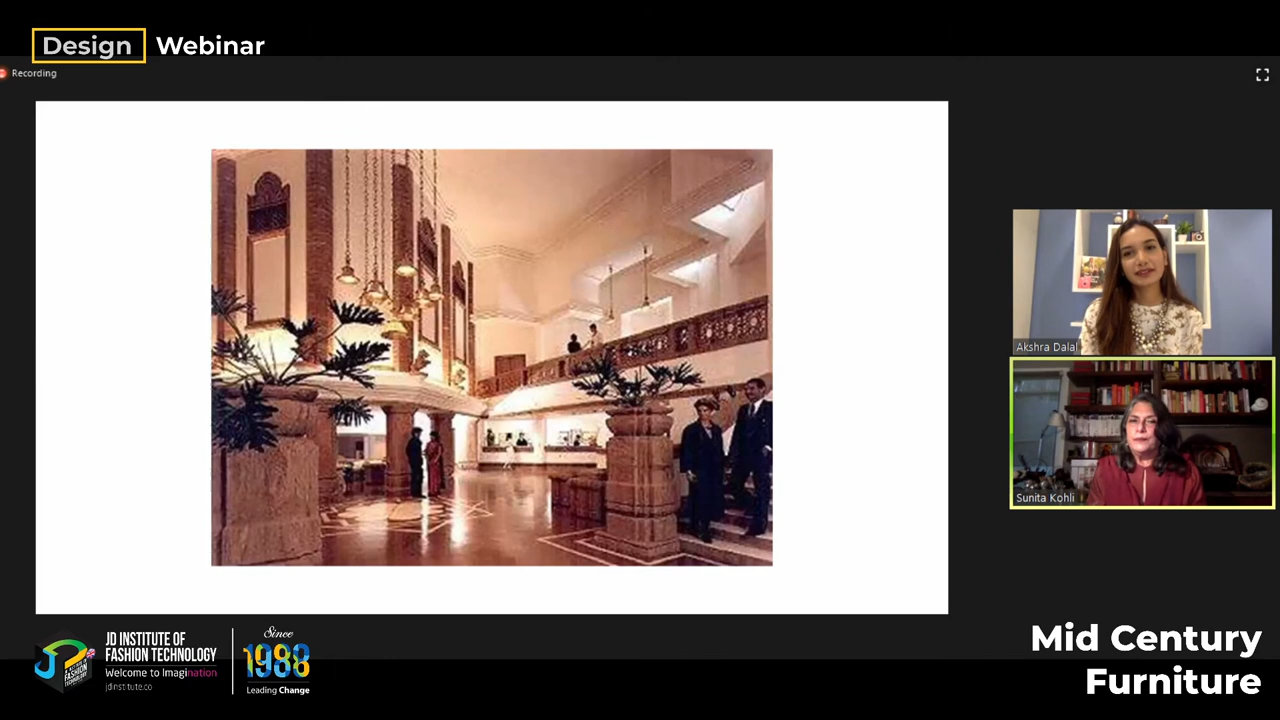 Design Webinar
Recording
Akshra Dalal
Sunita Kohli
JD INSTITUTE OF
FASHION TECHNOLOGY
Welcome to Imagination
jdinstitute.co
Since
1988
Leading Change
Mid Century
Furniture